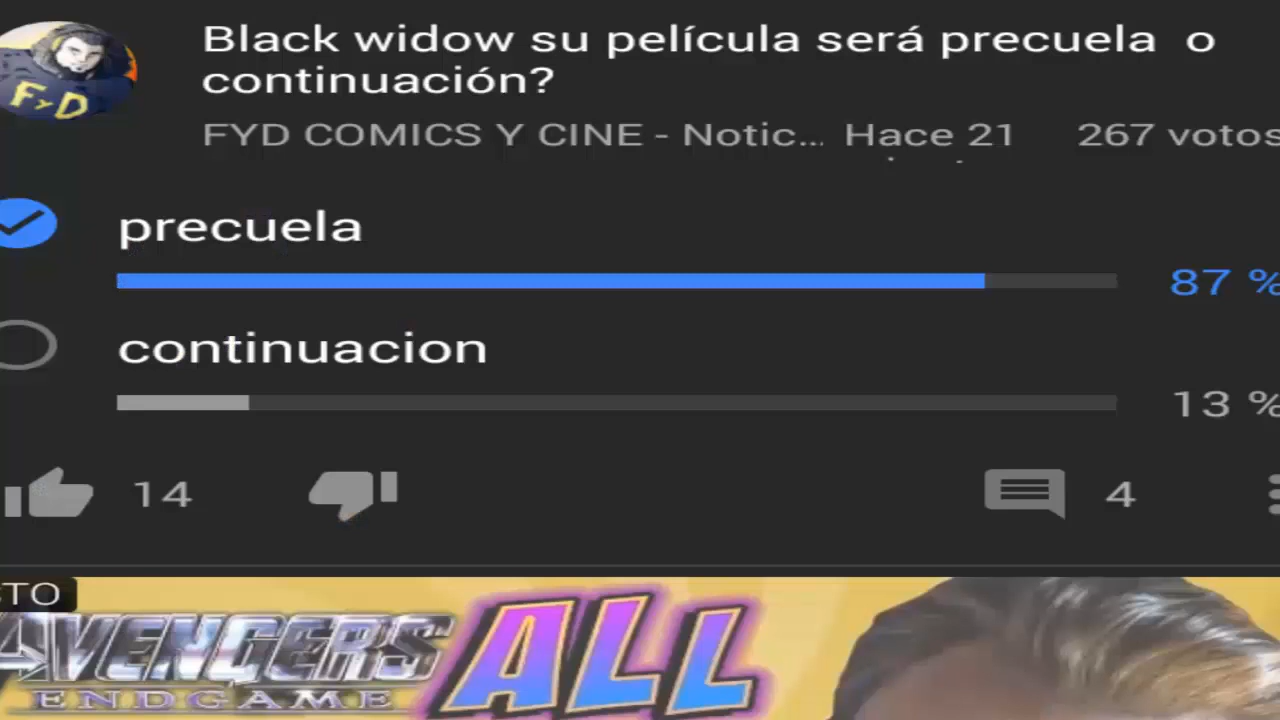 Black widow su película será precuela o
continuación?
FYD COMICS Y CINE - Notic... Hace 21 267 votos
FyD
precuela
87 %
continuacion
13 %
14 4
TO
AVENGERS ALL
ENDGAME